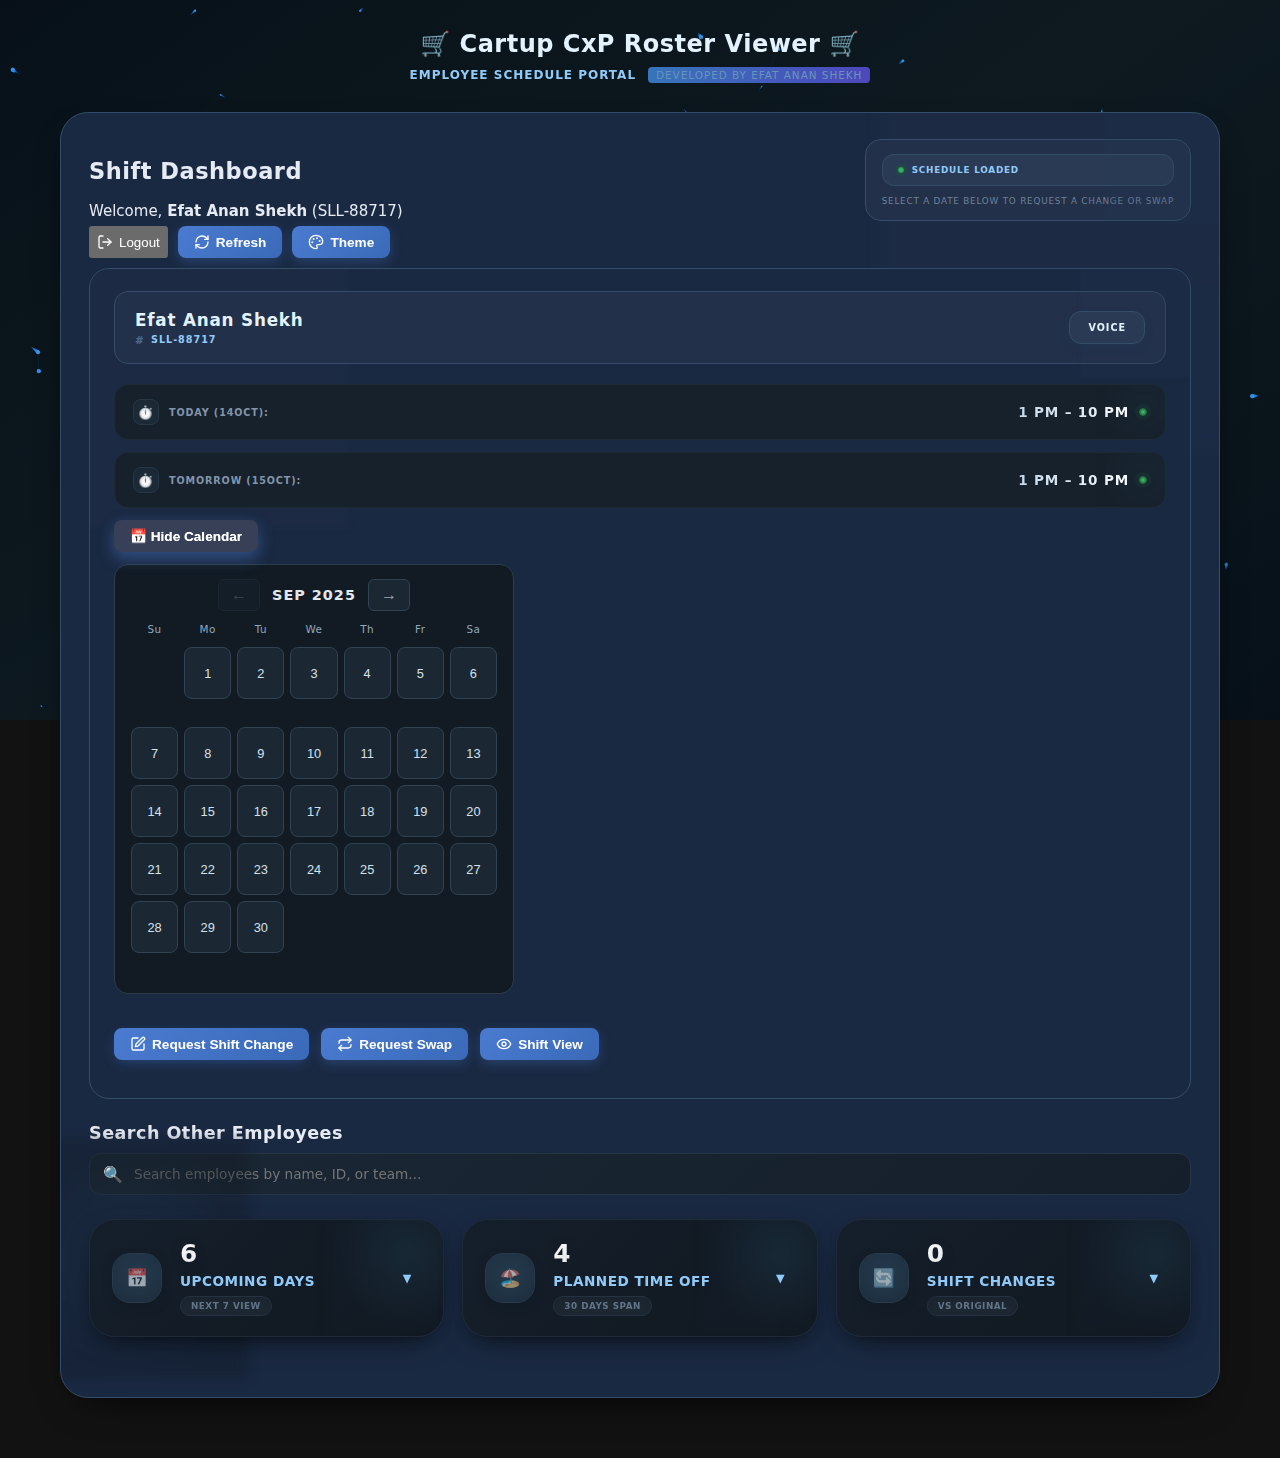 🛒 Cartup CxP Roster Viewer 🛒
EMPLOYEE SCHEDULE PORTAL DEVELOPED BY EFAT ANAN SHEKH
Shift Dashboard
SCHEDULE LOADED
SELECT A DATE BELOW TO REQUEST A CHANGE OR SWAP
Welcome, Efat Anan Shekh (SLL-88717)
Logout Refresh Theme
Efat Anan Shekh
# SLL-88717
VOICE
TODAY (14OCT): 1 PM – 10 PM
TOMORROW (15OCT): 1 PM – 10 PM
📅 Hide Calendar
← SEP 2025 →
Su Mo Tu We Th Fr Sa
1 2 3 4 5 6
7 8 9 10 11 12 13
14 15 16 17 18 19 20
21 22 23 24 25 26 27
28 29 30
Request Shift Change Request Swap Shift View
Search Other Employees
🔍 Search employees by name, ID, or team...
6
UPCOMING DAYS ▼
NEXT 7 VIEW
4
PLANNED TIME OFF ▼
30 DAYS SPAN
0
SHIFT CHANGES ▼
VS ORIGINAL